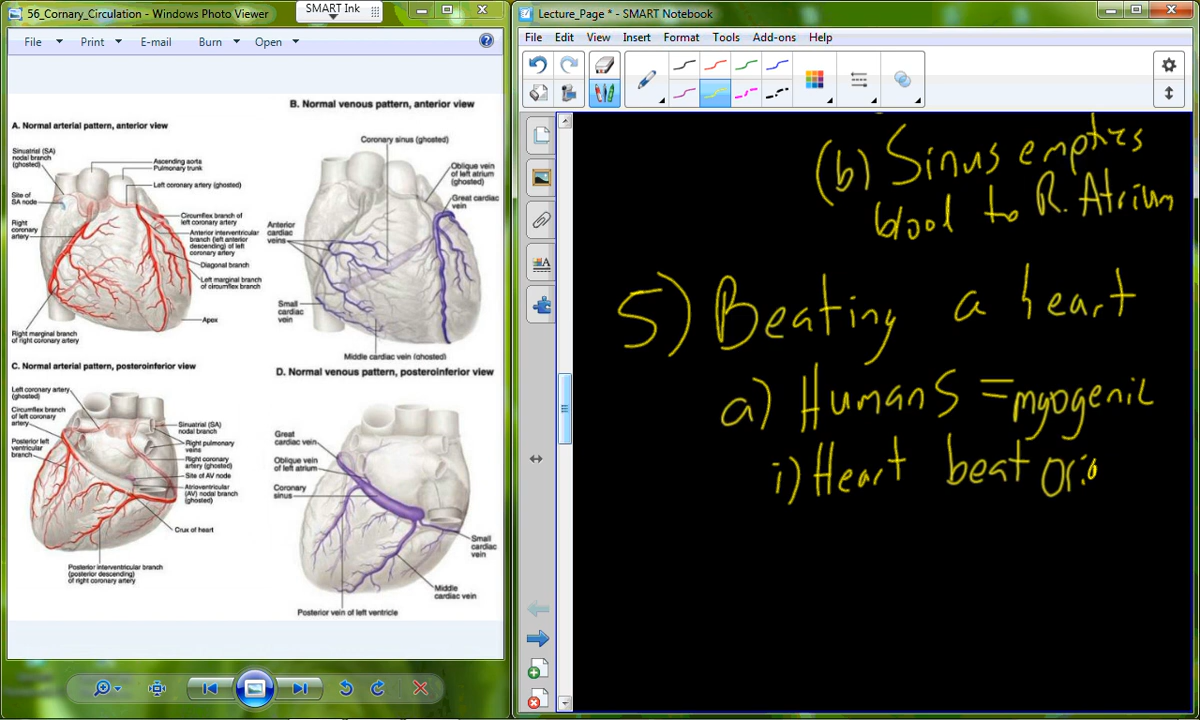 56_Cornary_Circulation - Windows Photo Viewer
SMART Ink
File Print E-mail Burn Open
A. Normal arterial pattern, anterior view
Sinuatrial (SA)
nodal branch
(ghosted)
Ascending aorta
Pulmonary trunk
Left coronary artery (ghosted)
Site of
SA node
Right
coronary
artery
Circumflex branch of
left coronary artery
Anterior interventricular
branch (left anterior
descending) of left
coronary artery
Diagonal branch
Left marginal branch
of circumflex branch
Apex
Right marginal branch
of right coronary artery
B. Normal venous pattern, anterior view
Coronary sinus (ghosted)
Oblique vein
of left atrium
(ghosted)
Great cardiac
vein
Anterior
cardiac
veins
Small
cardiac
vein
Middle cardiac vein (ghosted)
C. Normal arterial pattern, posteroinferior view
Left coronary artery
(ghosted)
Circumflex branch
of left coronary
artery
Posterior left
ventricular
branch
Sinuatrial (SA)
nodal branch
Right pulmonary
veins
Right coronary
artery (ghosted)
Site of AV node
Atrioventricular
(AV) nodal branch
(ghosted)
Crux of heart
Posterior interventricular branch
(posterior descending)
of right coronary artery
D. Normal venous pattern, posteroinferior view
Great
cardiac vein
Oblique vein
of left atrium
Coronary
sinus
Small
cardiac
vein
Middle
cardiac vein
Posterior vein of left ventricle
Lecture_Page * - SMART Notebook
File Edit View Insert Format Tools Add-ons Help
(b) Sinus empties
blood to R. Atrium
5) Beating a heart
a) Humans = myogenic
i) Heart beat ori